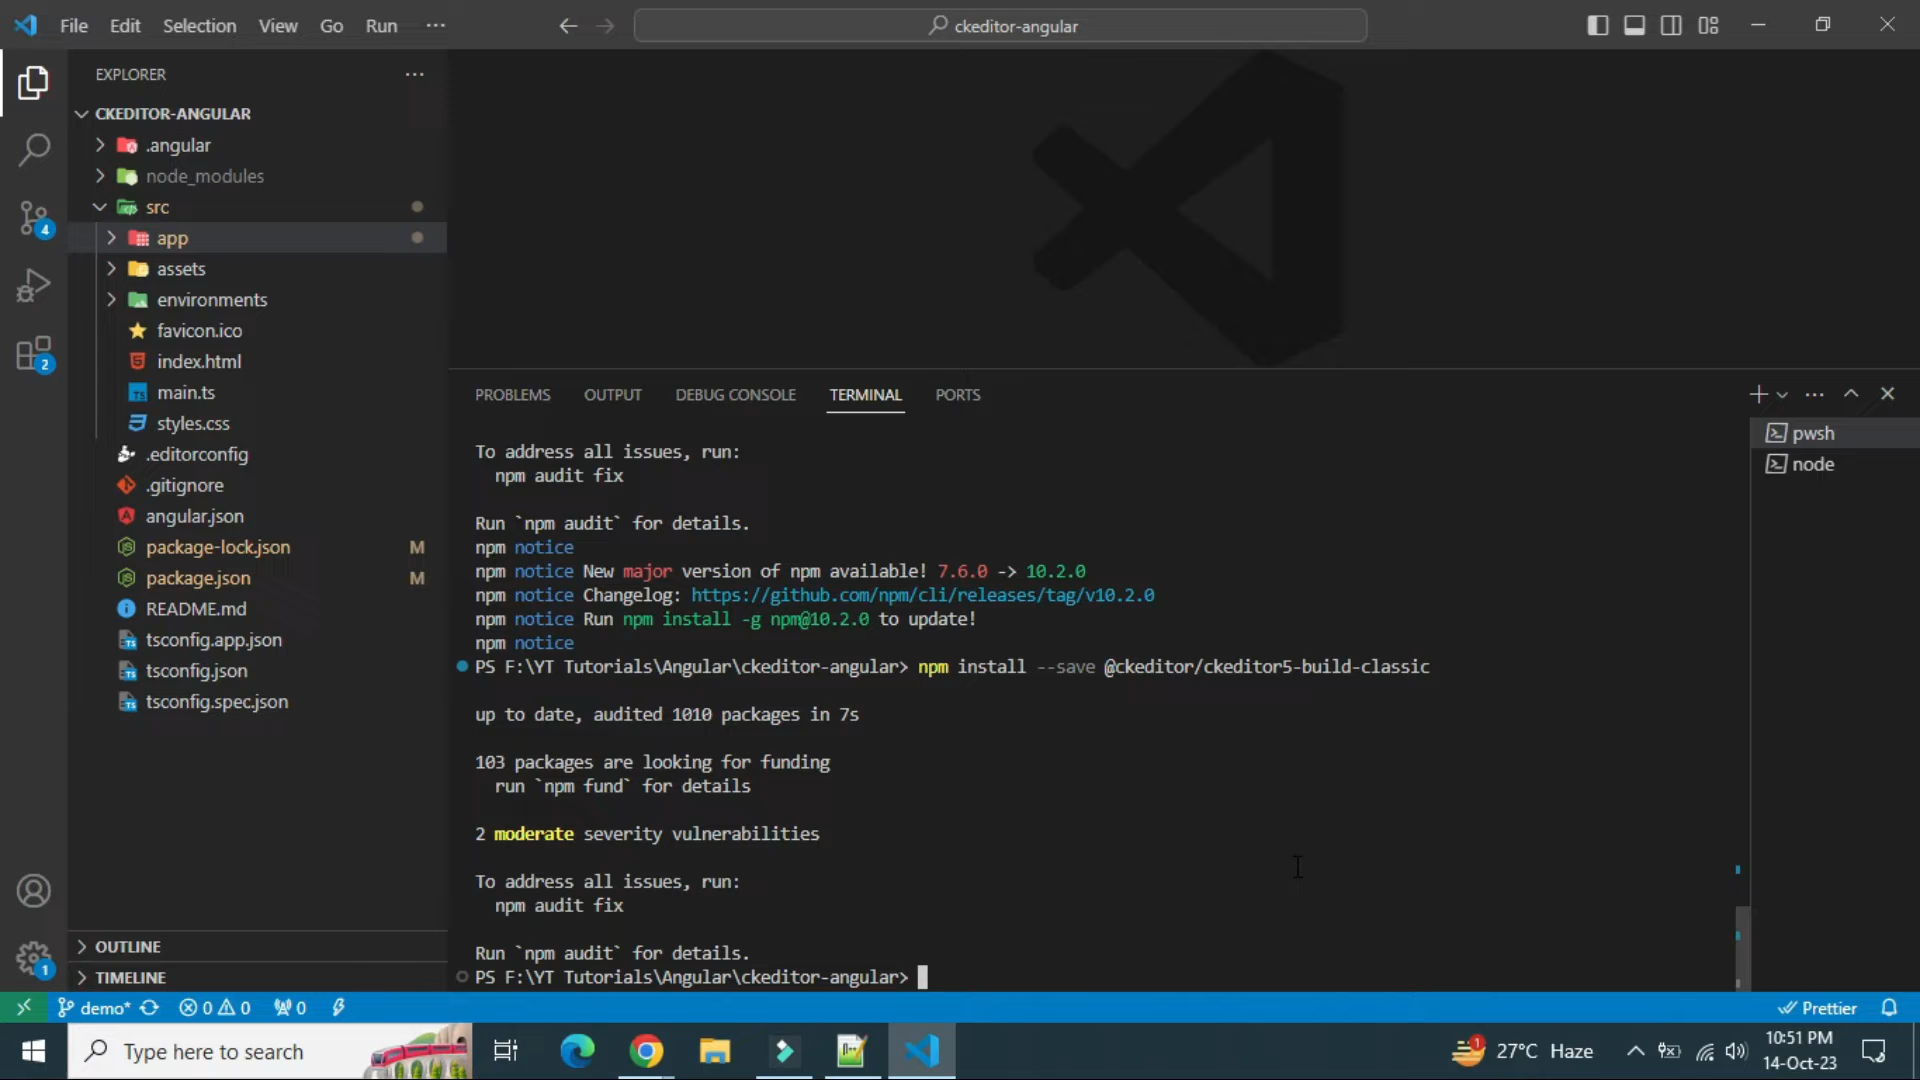 File Edit Selection View Go Run ···
ckeditor-angular
EXPLORER
CKEDITOR-ANGULAR
.angular
node_modules
src
app
assets
environments
favicon.ico
index.html
main.ts
styles.css
.editorconfig
.gitignore
angular.json
package-lock.json M
package.json M
README.md
tsconfig.app.json
tsconfig.json
tsconfig.spec.json
OUTLINE
TIMELINE
4
2
1
PROBLEMS OUTPUT DEBUG CONSOLE TERMINAL PORTS
pwsh
node
To address all issues, run:
npm audit fix
Run `npm audit` for details.
npm notice
npm notice New major version of npm available! 7.6.0 -> 10.2.0
npm notice Changelog: https://github.com/npm/cli/releases/tag/v10.2.0
npm notice Run npm install -g npm@10.2.0 to update!
npm notice
PS F:\YT Tutorials\Angular\ckeditor-angular> npm install --save @ckeditor/ckeditor5-build-classic
up to date, audited 1010 packages in 7s
103 packages are looking for funding
run `npm fund` for details
2 moderate severity vulnerabilities
To address all issues, run:
npm audit fix
Run `npm audit` for details.
PS F:\YT Tutorials\Angular\ckeditor-angular>
demo* 0 0 0 Prettier
Type here to search
1
27°C Haze
10:51 PM
14-Oct-23